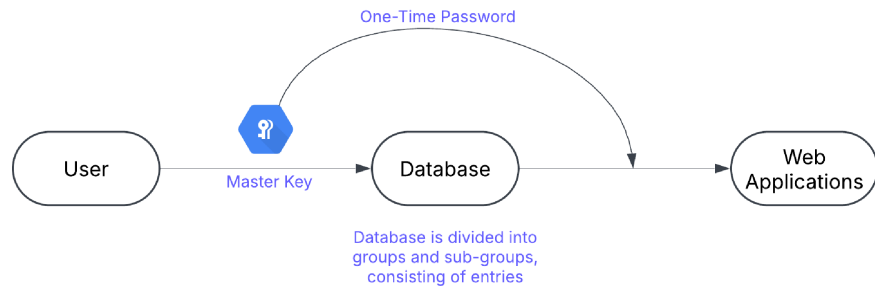 One-Time Password
User
Master Key
Database
Web
Applications
Database is divided into
groups and sub-groups,
consisting of entries